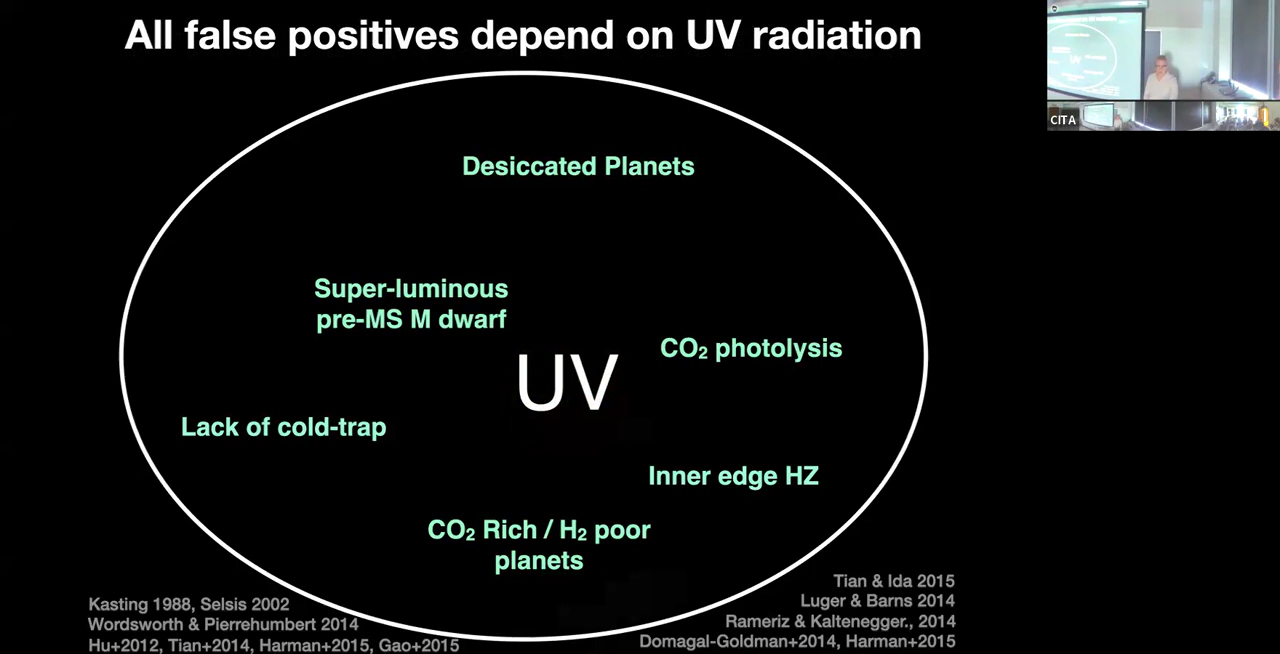 All false positives depend on UV radiation
Desiccated Planets
Super-luminous
pre-MS M dwarf
CO₂ photolysis
UV
Lack of cold-trap
Inner edge HZ
CO₂ Rich / H₂ poor
planets
Kasting 1988, Selsis 2002
Wordsworth & Pierrehumbert 2014
Hu+2012, Tian+2014, Harman+2015, Gao+2015
Tian & Ida 2015
Luger & Barns 2014
Rameriz & Kaltenegger., 2014
Domagal-Goldman+2014, Harman+2015
UV
CITA